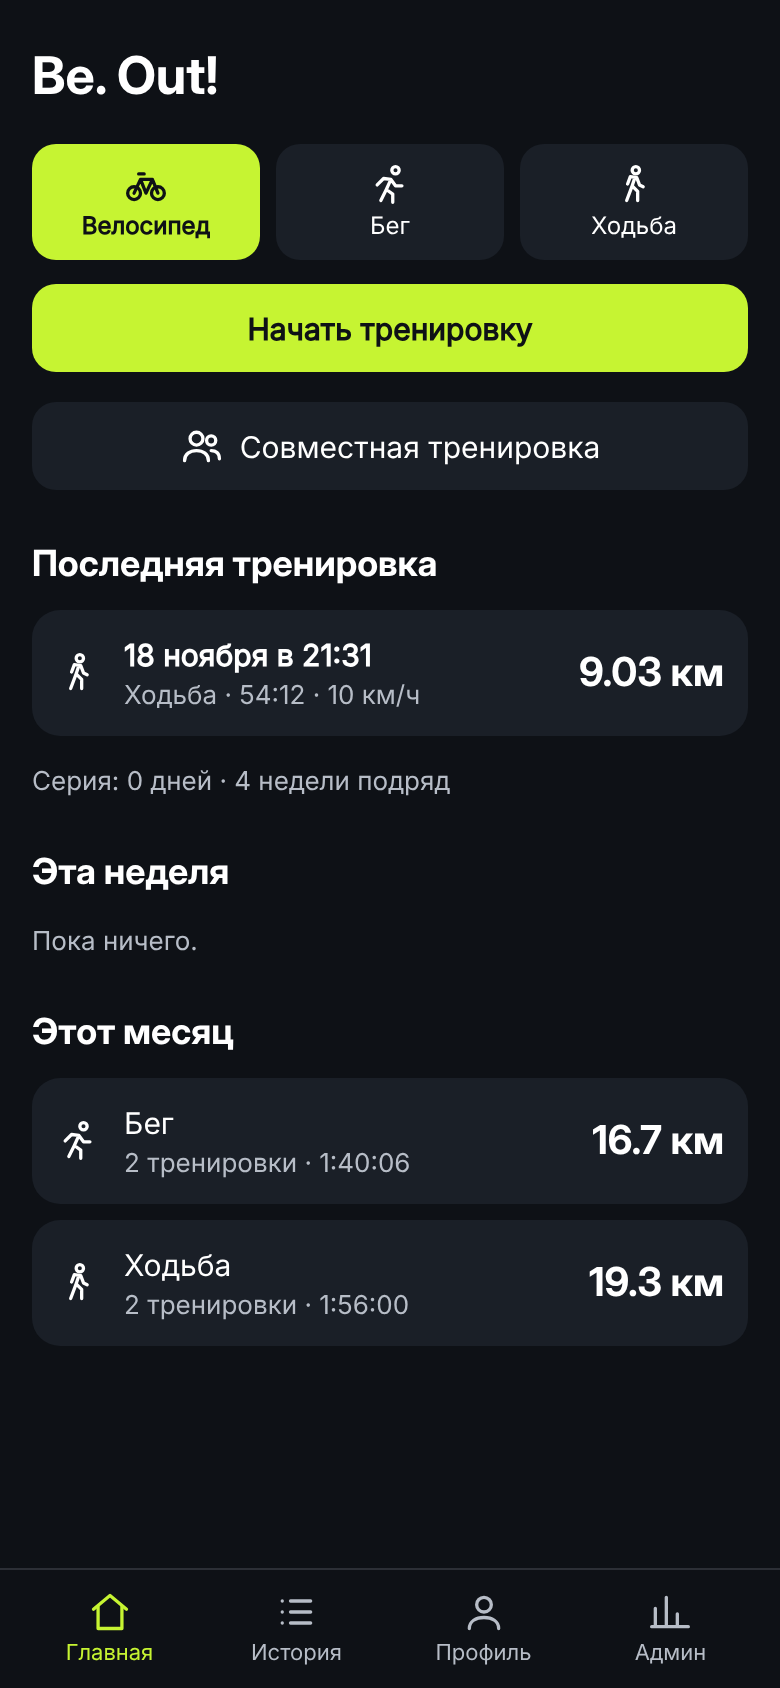 Be. Out!
Велосипед
Бег
Ходьба
Начать тренировку
Совместная тренировка
Последняя тренировка
18 ноября в 21:31
Ходьба · 54:12 · 10 км/ч
9.03 км
Серия: 0 дней · 4 недели подряд
Эта неделя
Пока ничего.
Этот месяц
Бег
2 тренировки · 1:40:06
16.7 км
Ходьба
2 тренировки · 1:56:00
19.3 км
Главная
История
Профиль
Админ